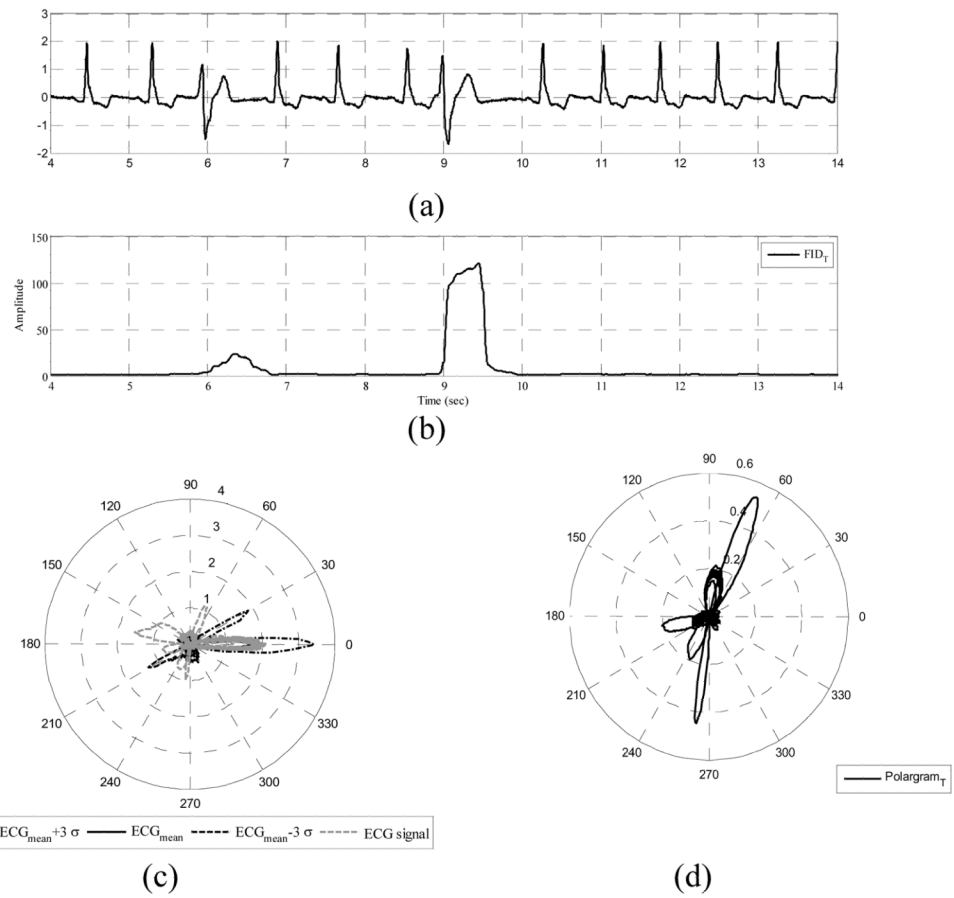 3
2
1
0
-1
-2
4 5 6 7 8 9 10 11 12 13 14
(a)
150
100
50
0
Amplitude
FID_T
4 5 6 7 8 9 10 11 12 13 14
Time (sec)
(b)
90 4
120 60
3
2
150 30
1
180 0
210 330
240 300
270
ECG_mean+3 σ ECG_mean ECG_mean-3 σ ECG signal
(c)
90 0.6
120 60
0.4
150 30
0.2
180 0
210 330
240 300
270
Polargram_T
(d)